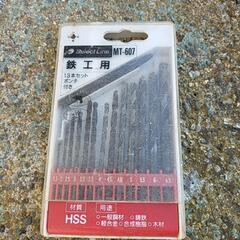 Select Line MT-607
鉄工用
13本セット
ポンチ
付き
材質
HSS
用途
○一般鋼材 ○鋳鉄
○軽合金 ○合成樹脂 ○木材